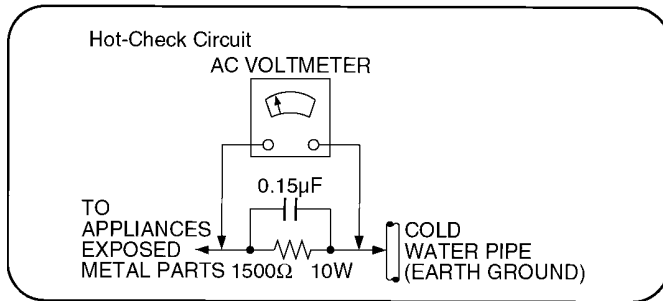 Hot-Check Circuit
AC VOLTMETER
0.15µF
TO
APPLIANCES
EXPOSED
METAL PARTS
1500Ω 10W
COLD
WATER PIPE
(EARTH GROUND)